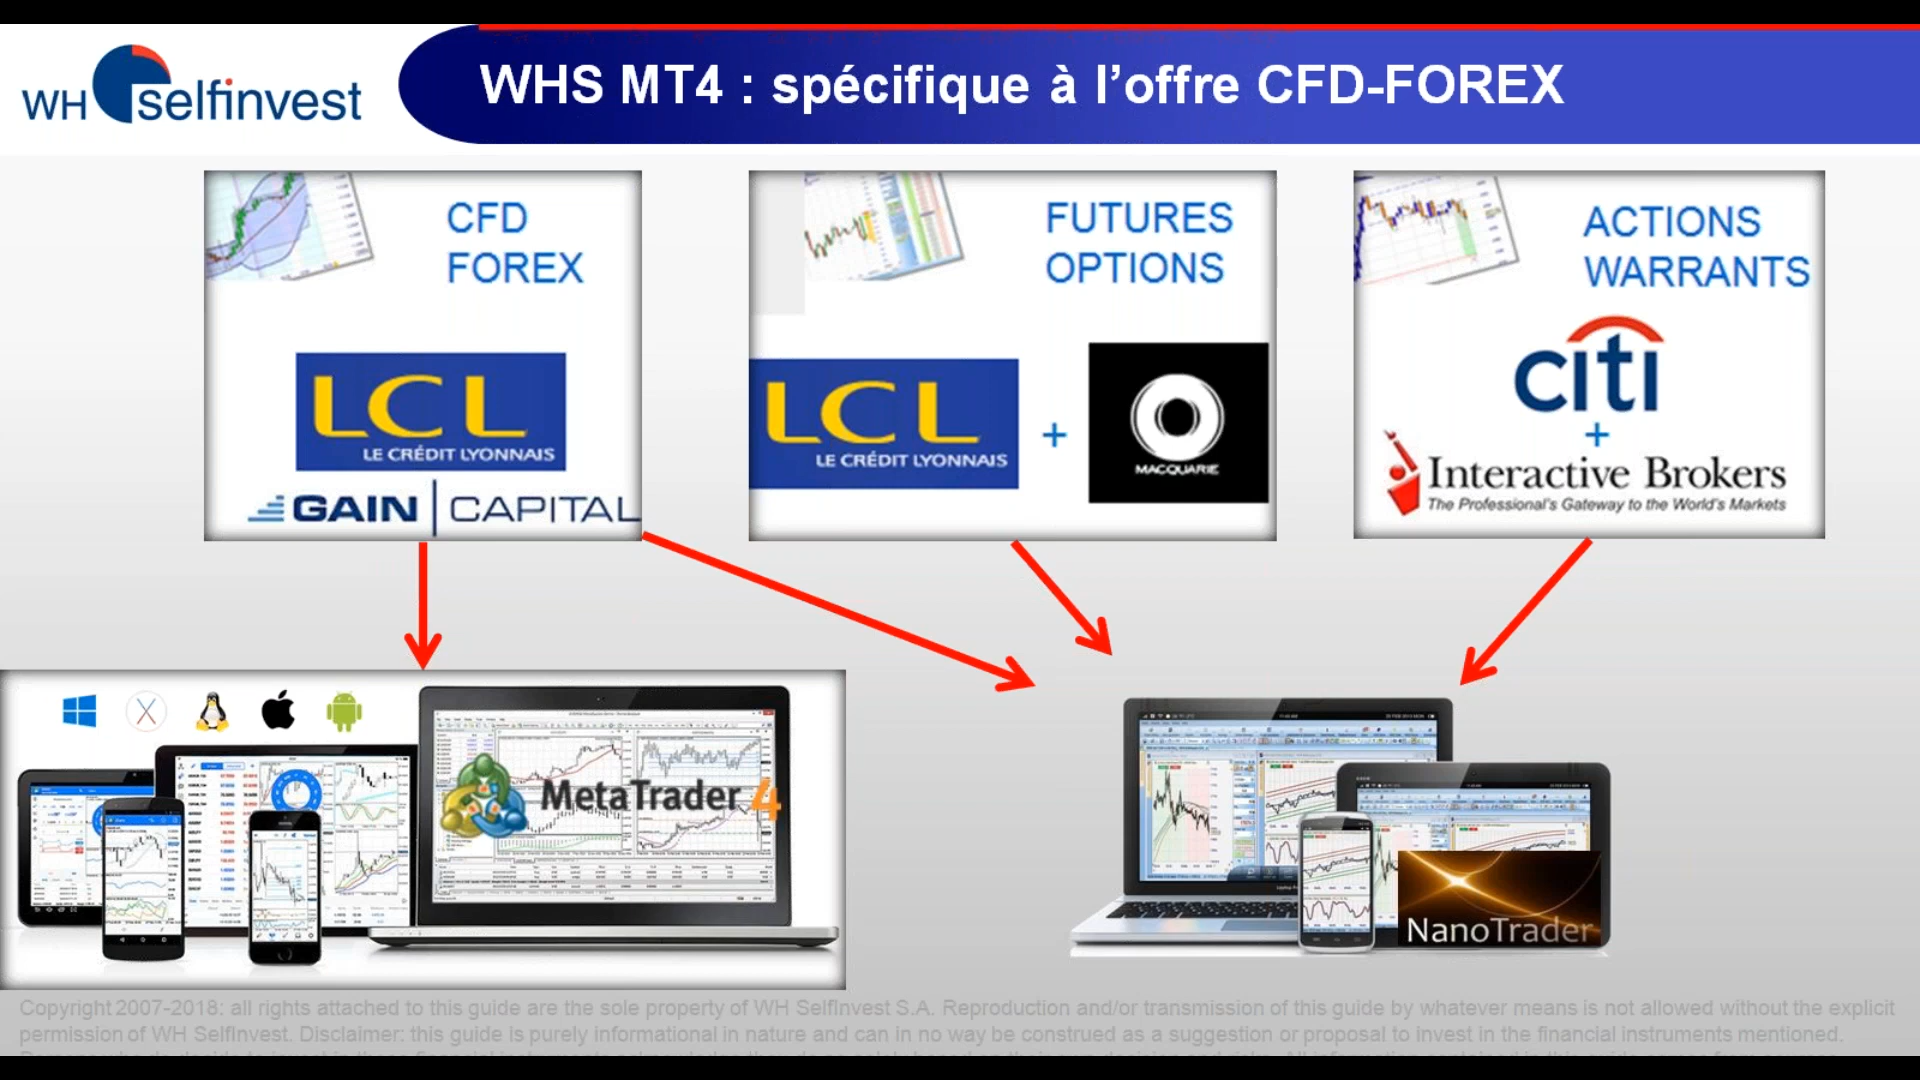 WH selfinvest
WHS MT4 : spécifique à l’offre CFD-FOREX
CFD
FOREX
LCL
LE CRÉDIT LYONNAIS
GAIN CAPITAL
FUTURES
OPTIONS
LCL
LE CRÉDIT LYONNAIS
+
MACQUARIE
ACTIONS
WARRANTS
citi
+
Interactive Brokers
The Professional's Gateway to the World's Markets
MetaTrader 4
NanoTrader
Copyright 2007-2018: all rights attached to this guide are the sole property of WH SelfInvest S.A. Reproduction and/or transmission of this guide by whatever means is not allowed without the explicit
permission of WH SelfInvest. Disclaimer: this guide is purely informational in nature and can in no way be construed as a suggestion or proposal to invest in the financial instruments mentioned.